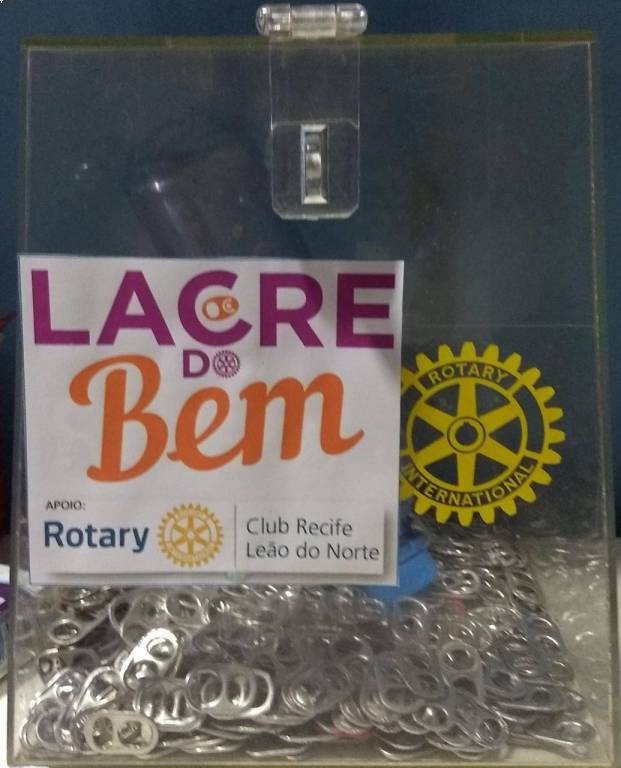 LACRE
DO
Bem
APOIO:
Rotary
Club Recife
Leão do Norte
ROTARY
INTERNATIONAL